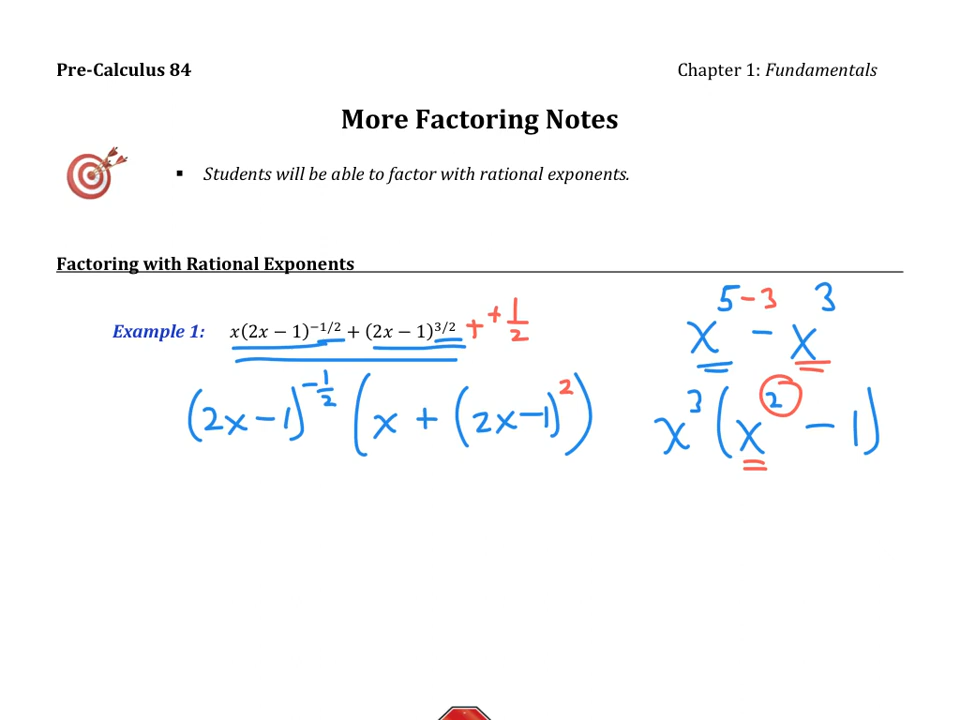 Pre-Calculus 84
Chapter 1: Fundamentals
More Factoring Notes
▪ Students will be able to factor with rational exponents.
Factoring with Rational Exponents
Example 1: x(2x − 1)^{−1/2} + (2x − 1)^{3/2} + + 1/2
x^{5−3} − x^3
(2x−1)^{−1/2} (x + (2x−1)^2)
x^3 (x^2 − 1)